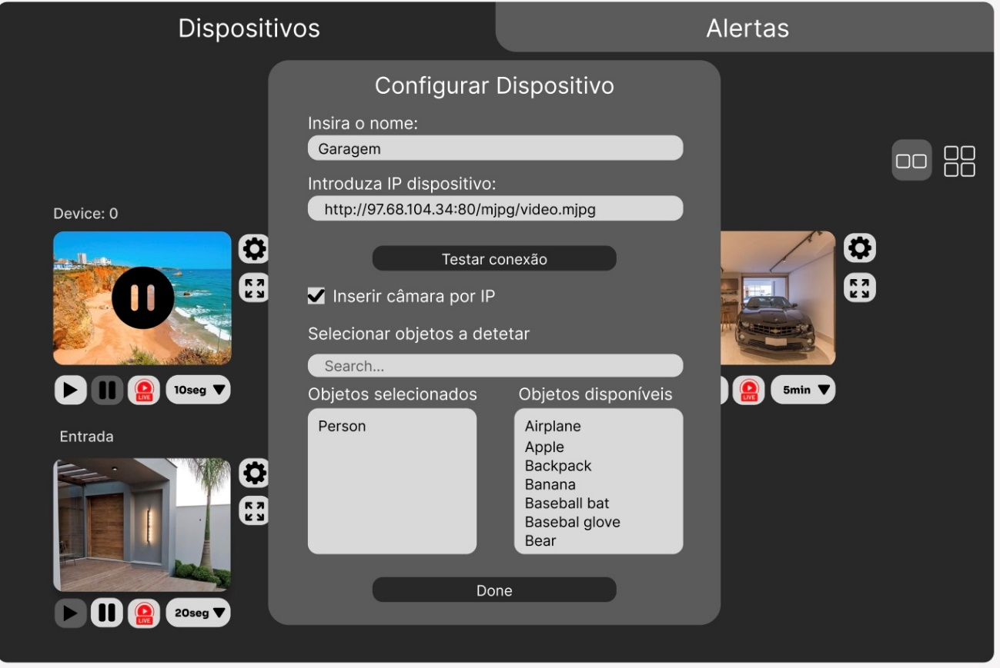 Dispositivos
Alertas
Configurar Dispositivo
Insira o nome:
Garagem
Introduza IP dispositivo:
http://97.68.104.34:80/mjpg/video.mjpg
Testar conexão
Inserir câmara por IP
Selecionar objetos a detetar
Search...
Objetos selecionados
Person
Objetos disponíveis
Airplane
Apple
Backpack
Banana
Baseball bat
Basebal glove
Bear
Done
Device: 0
LIVE
10seg
Entrada
LIVE
20seg
LIVE
5min